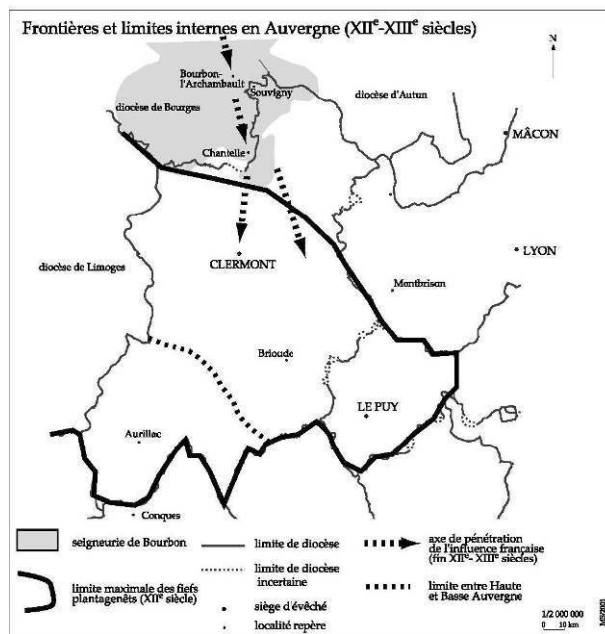 Frontières et limites internes en Auvergne (XIIe-XIIIe siècles)
N
Bourbon-
l'Archambault
Souvigny
diocèse de Bourges
diocèse d'Autun
MÂCON
Chantelle
CLERMONT
LYON
diocèse de Limoges
Montbrison
Brioude
LE PUY
Aurillac
Conques
seigneurie de Bourbon
limite maximale des fiefs
plantagenêts (XIIe siècle)
limite de diocèse
limite de diocèse
incertaine
siège d'évêché
localité repère
axe de pénétration
de l'influence française
(fin XIIe- XIIIe siècles)
limite entre Haute
et Basse Auvergne
1/2 000 000
0 10 km